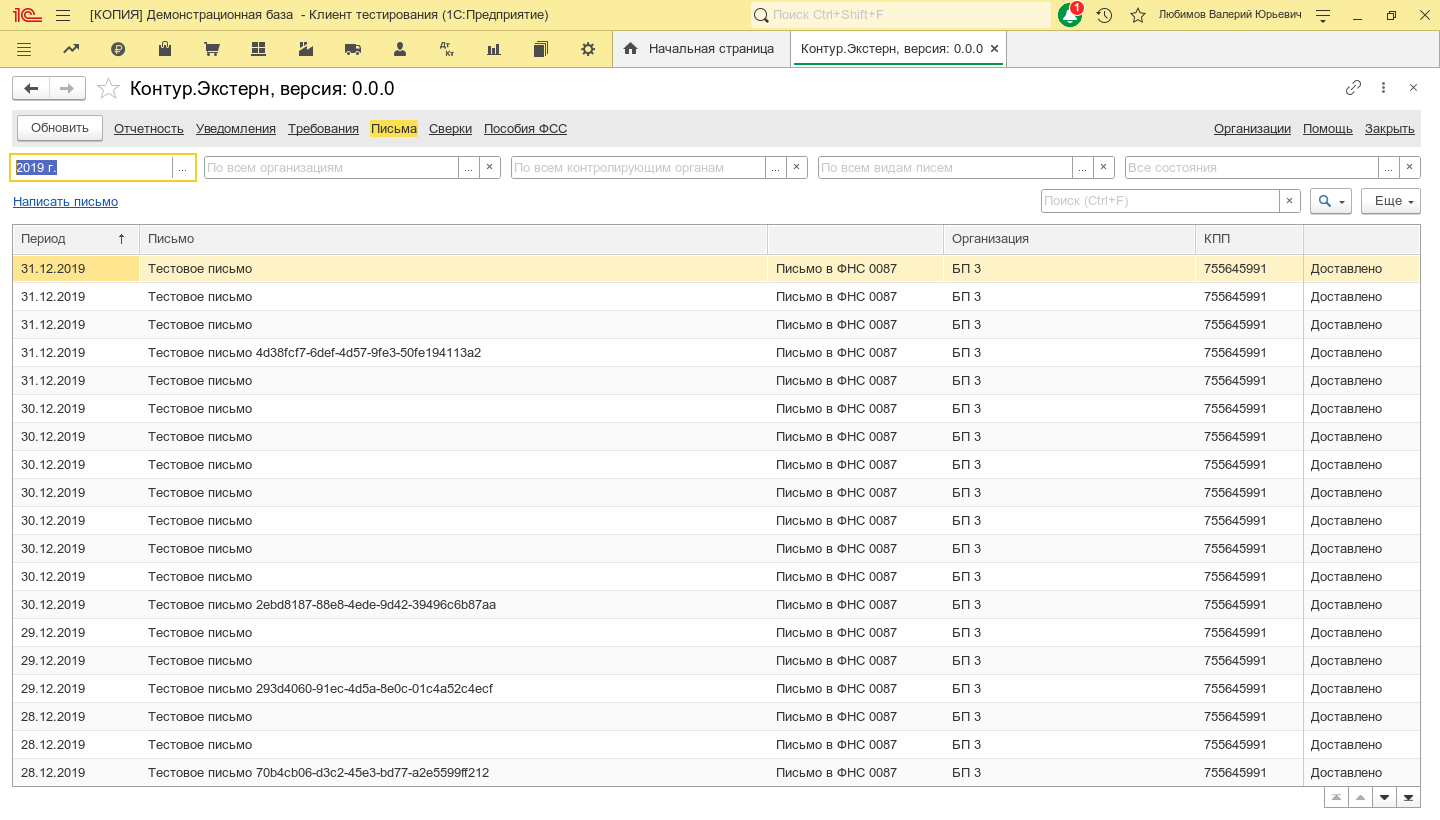 1С [КОПИЯ] Демонстрационная база - Клиент тестирования (1С:Предприятие) Поиск Ctrl+Shift+F 1 Любимов Валерий Юрьевич
Дт Кт Начальная страница Контур.Экстерн, версия: 0.0.0
Контур.Экстерн, версия: 0.0.0
Обновить Отчетность Уведомления Требования Письма Сверки Пособия ФСС Организации Помощь Закрыть
2019 г. ... По всем организациям ... × По всем контролирующим органам ... × По всем видам писем ... × Все состояния ... ×
Написать письмо Поиск (Ctrl+F) × Еще
Период ↑ Письмо Организация КПП
31.12.2019 Тестовое письмо Письмо в ФНС 0087 БП 3 755645991 Доставлено
31.12.2019 Тестовое письмо Письмо в ФНС 0087 БП 3 755645991 Доставлено
31.12.2019 Тестовое письмо Письмо в ФНС 0087 БП 3 755645991 Доставлено
31.12.2019 Тестовое письмо 4d38fcf7-6def-4d57-9fe3-50fe194113a2 Письмо в ФНС 0087 БП 3 755645991 Доставлено
31.12.2019 Тестовое письмо Письмо в ФНС 0087 БП 3 755645991 Доставлено
30.12.2019 Тестовое письмо Письмо в ФНС 0087 БП 3 755645991 Доставлено
30.12.2019 Тестовое письмо Письмо в ФНС 0087 БП 3 755645991 Доставлено
30.12.2019 Тестовое письмо Письмо в ФНС 0087 БП 3 755645991 Доставлено
30.12.2019 Тестовое письмо Письмо в ФНС 0087 БП 3 755645991 Доставлено
30.12.2019 Тестовое письмо Письмо в ФНС 0087 БП 3 755645991 Доставлено
30.12.2019 Тестовое письмо Письмо в ФНС 0087 БП 3 755645991 Доставлено
30.12.2019 Тестовое письмо Письмо в ФНС 0087 БП 3 755645991 Доставлено
30.12.2019 Тестовое письмо 2ebd8187-88e8-4ede-9d42-39496c6b87aa Письмо в ФНС 0087 БП 3 755645991 Доставлено
29.12.2019 Тестовое письмо Письмо в ФНС 0087 БП 3 755645991 Доставлено
29.12.2019 Тестовое письмо Письмо в ФНС 0087 БП 3 755645991 Доставлено
29.12.2019 Тестовое письмо 293d4060-91ec-4d5a-8e0c-01c4a52c4ecf Письмо в ФНС 0087 БП 3 755645991 Доставлено
28.12.2019 Тестовое письмо Письмо в ФНС 0087 БП 3 755645991 Доставлено
28.12.2019 Тестовое письмо Письмо в ФНС 0087 БП 3 755645991 Доставлено
28.12.2019 Тестовое письмо 70b4cb06-d3c2-45e3-bd77-a2e5599ff212 Письмо в ФНС 0087 БП 3 755645991 Доставлено